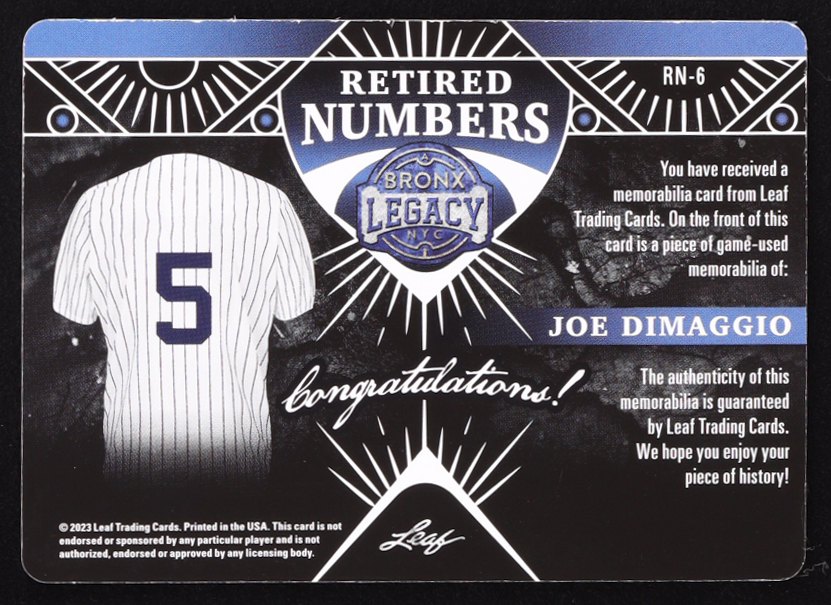 RETIRED
NUMBERS
RN-6
BRONX
LEGACY
NYC
5
You have received a
memorabilia card from Leaf
Trading Cards. On the front of this
card is a piece of game-used
memorabilia of:
JOE DIMAGGIO
Congratulations!
The authenticity of this
memorabilia is guaranteed
by Leaf Trading Cards.
We hope you enjoy your
piece of history!
© 2023 Leaf Trading Cards. Printed in the USA. This card is not
endorsed or sponsored by any particular player and is not
authorized, endorsed or approved by any licensing body.
Leaf